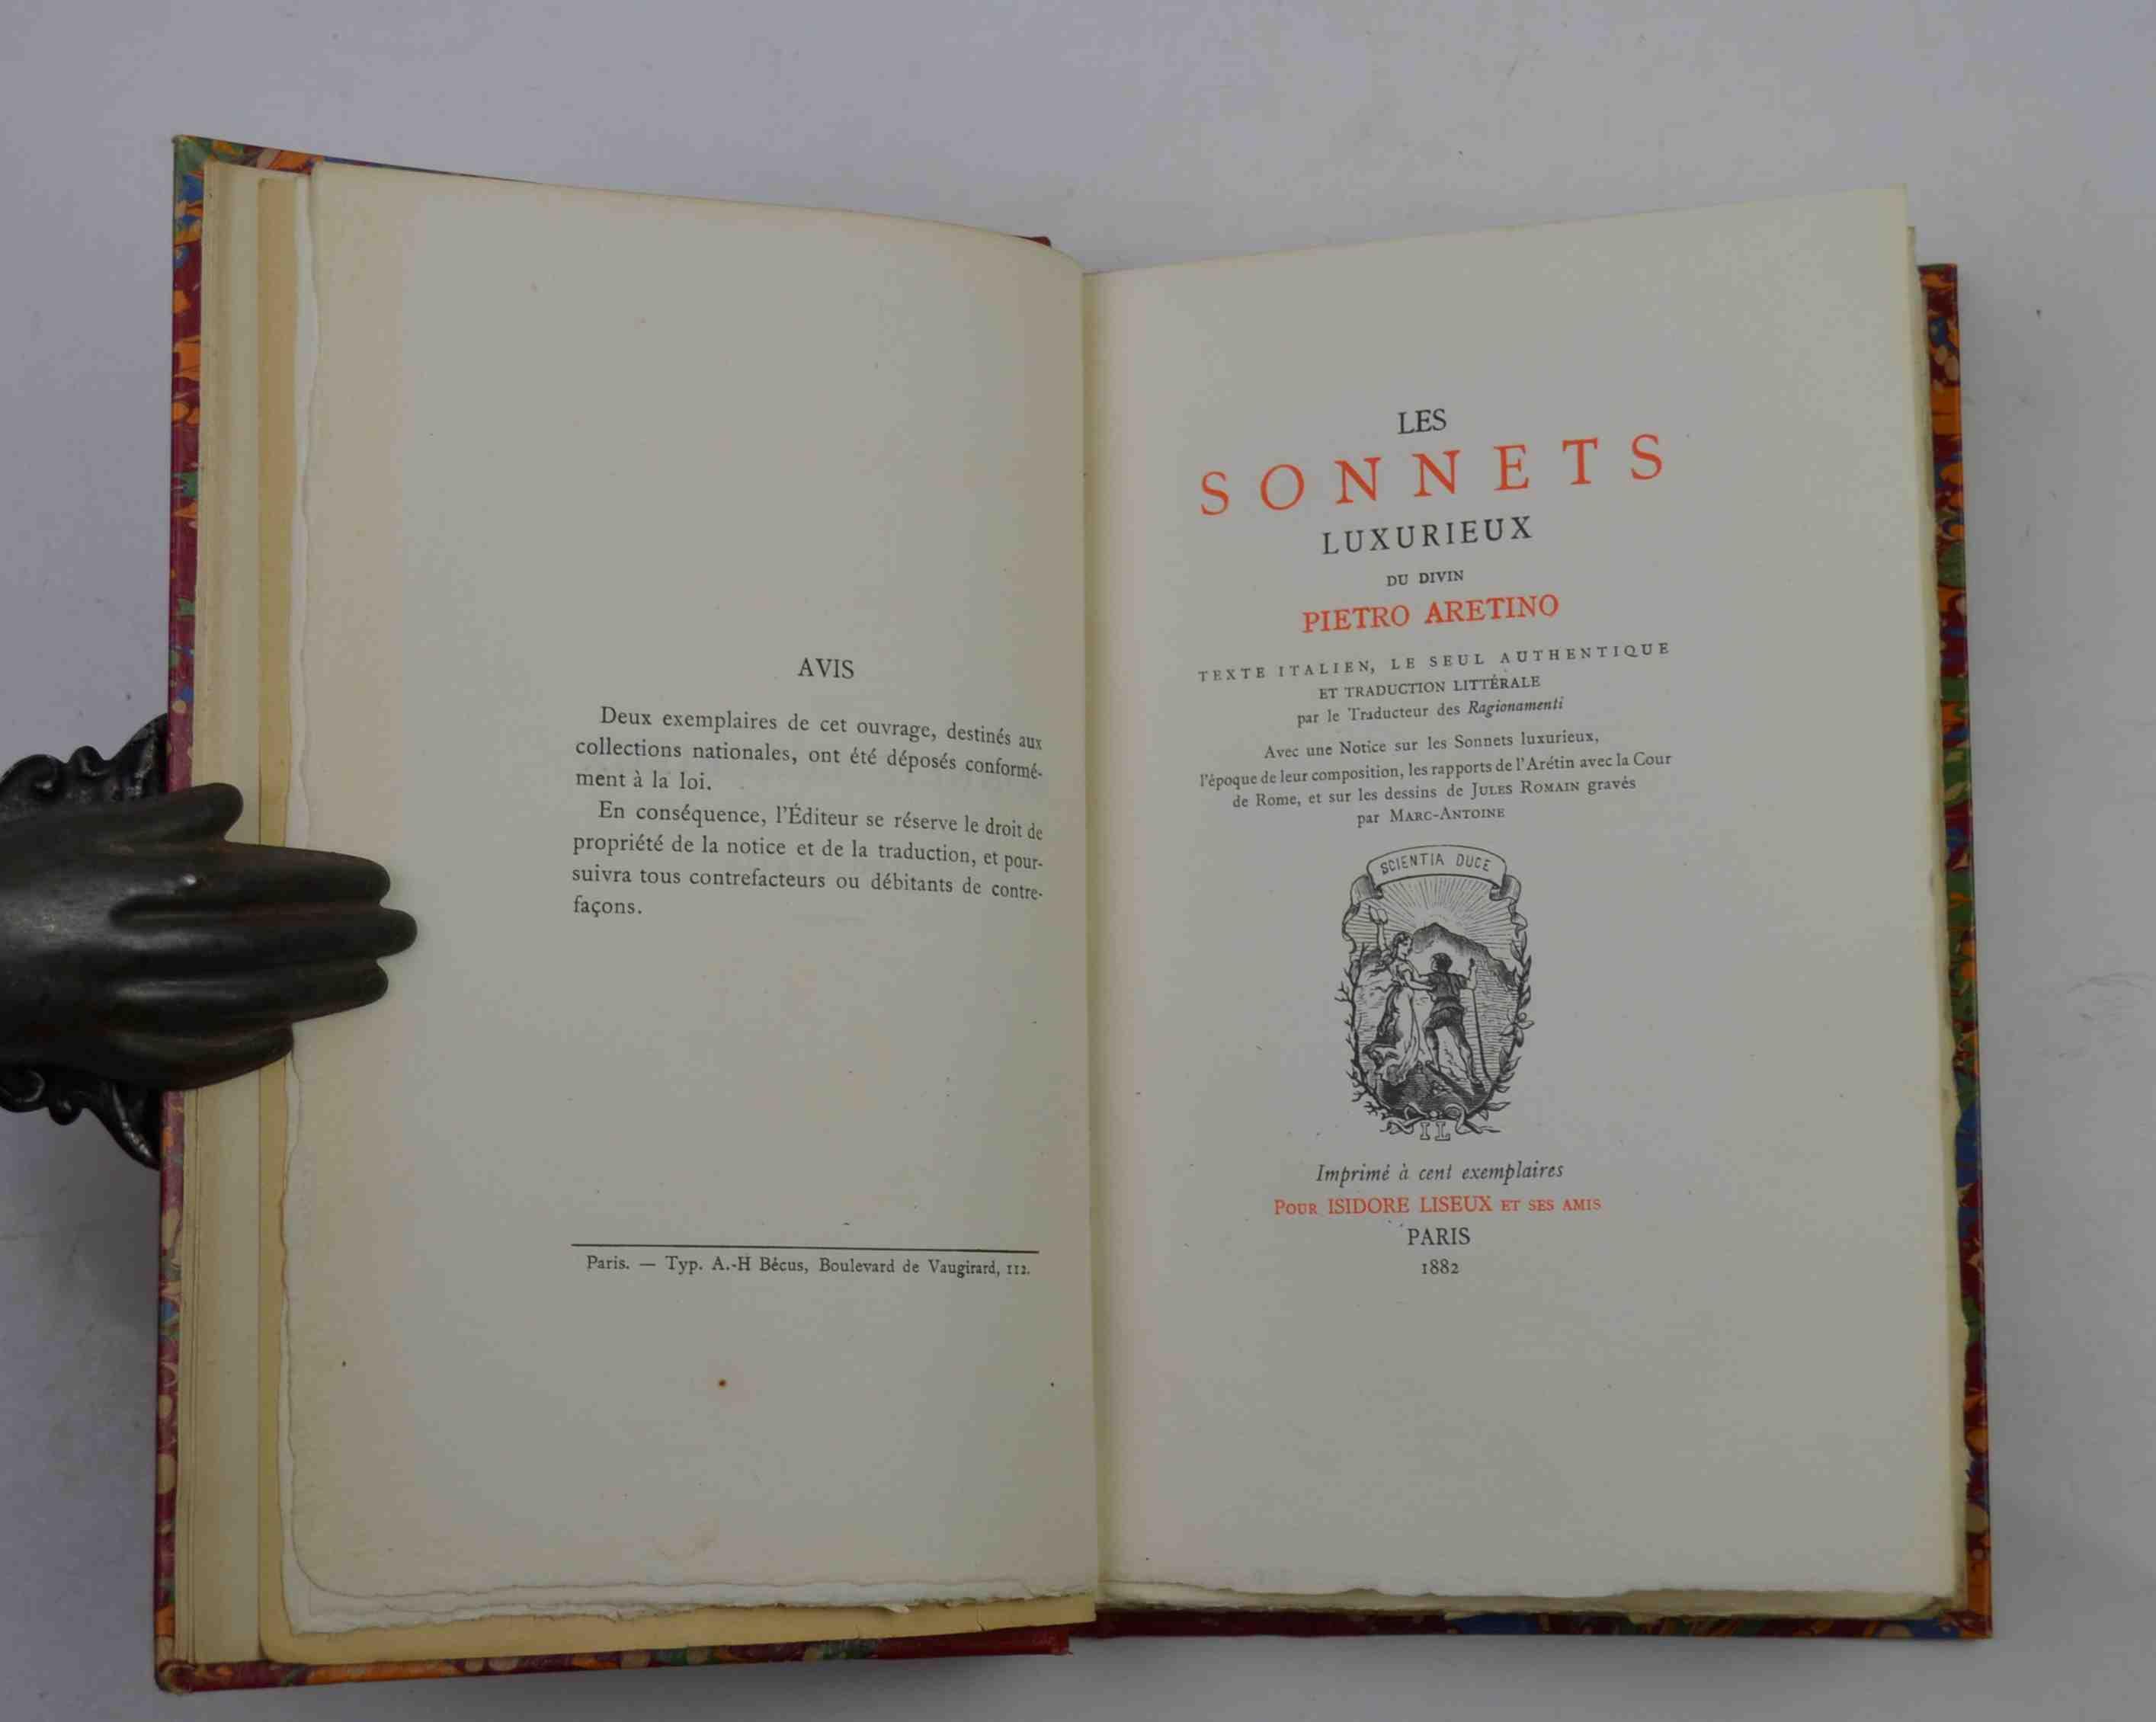 AVIS
Deux exemplaires de cet ouvrage, destinés aux
collections nationales, ont été déposés conformé-
ment à la loi.
En conséquence, l'Éditeur se réserve le droit de
propriété de la notice et de la traduction, et pour-
suivra tous contrefacteurs ou débitants de contre-
façons.
Paris. — Typ. A.-H Bécus, Boulevard de Vaugirard, 112.
LES
SONNETS
LUXURIEUX
DU DIVIN
PIETRO ARETINO
TEXTE ITALIEN, LE SEUL AUTHENTIQUE
ET TRADUCTION LITTÉRALE
par le Traducteur des Ragionamenti
Avec une Notice sur les Sonnets luxurieux,
l'époque de leur composition, les rapports de l'Arétin avec la Cour
de Rome, et sur les dessins de JULES ROMAIN gravés
par MARC-ANTOINE
SCIENTIA DUCE
IL
Imprimé à cent exemplaires
POUR ISIDORE LISEUX ET SES AMIS
PARIS
1882